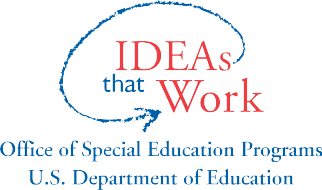 IDEAs
that Work
Office of Special Education Programs
U.S. Department of Education